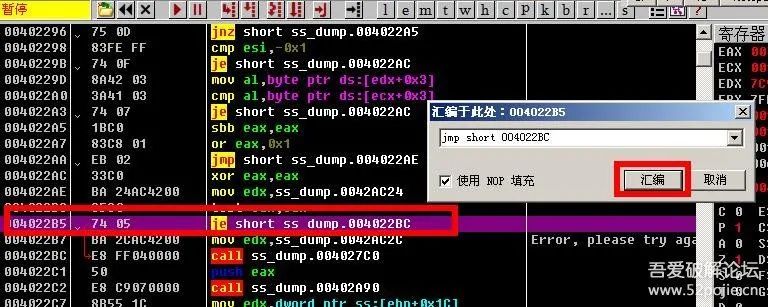 暂停 l e m t w h c p k b r ... s
00402296 75 0D jnz short ss_dump.004022A5
00402298 83FE FF cmp esi,-0x1
0040229B 74 0F je short ss_dump.004022AC
0040229D 8A42 03 mov al,byte ptr ds:[edx+0x3]
004022A0 3A41 03 cmp al,byte ptr ds:[ecx+0x3]
004022A3 74 07 je short ss_dump.004022AC
004022A5 1BC0 sbb eax,eax
004022A7 83C8 01 or eax,0x1
004022AA EB 02 jmp short ss_dump.004022AE
004022AC 33C0 xor eax,eax
004022AE BA 24AC4200 mov edx,ss_dump.0042AC24
004022B5 74 05 je short ss_dump.004022BC
004022B7 BA 2CAC4200 mov edx,ss_dump.0042AC2C Error, please try aga
004022BC E8 FF040000 call ss_dump.004027C0
004022C1 50 push eax
004022C2 E8 C9070000 call ss_dump.00402A90
004022C7 8B55 1C mov edx,dword ptr ss:[ebp+0x1C]
寄存器
EAX 00
ECX 00
汇编于此处：004022B5
jmp short 004022BC
使用 NOP 填充
汇编
取消
C 0
P 1
A 0
吾爱破解论坛
www.52pojie.cn